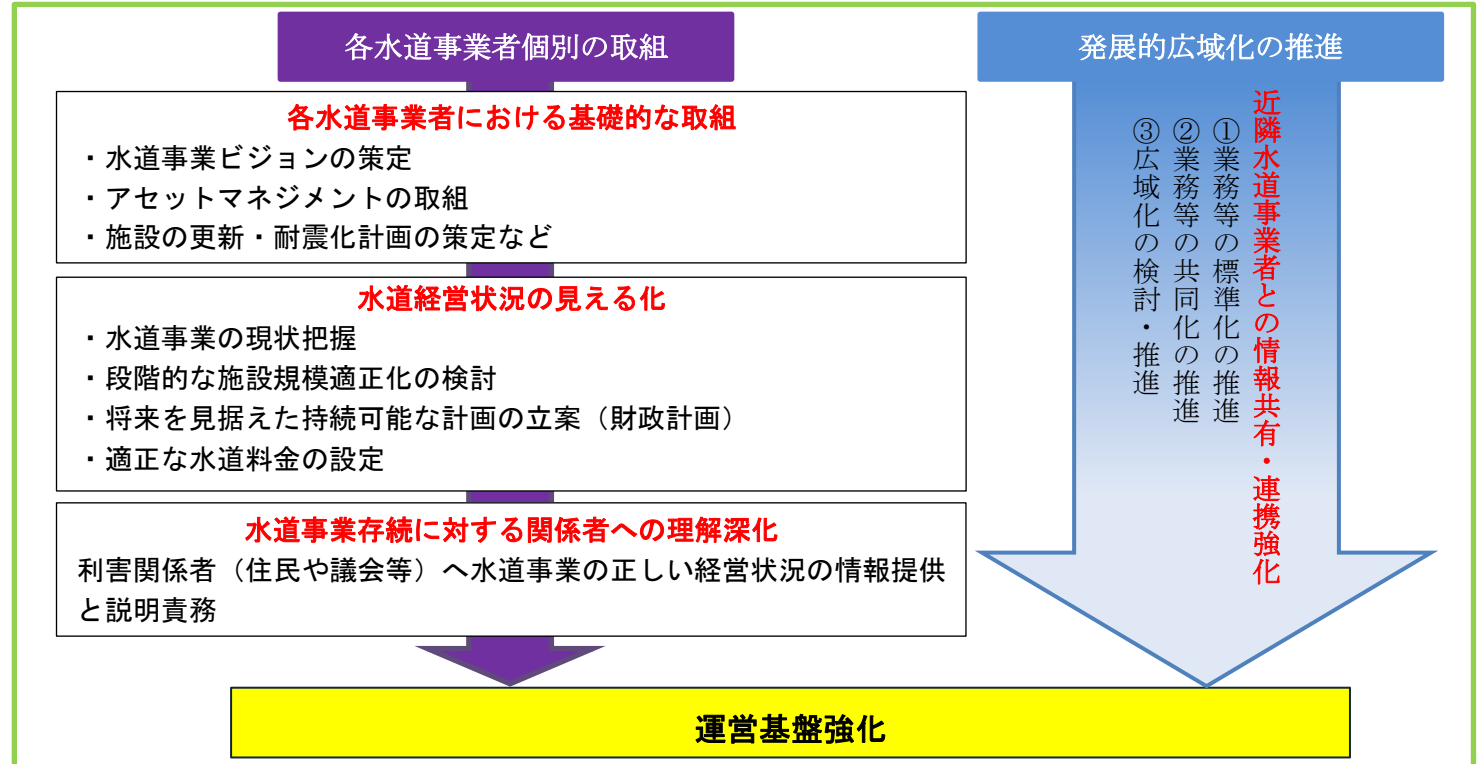 各水道事業者個別の取組
各水道事業者における基礎的な取組
・水道事業ビジョンの策定
・アセットマネジメントの取組
・施設の更新・耐震化計画の策定など
水道経営状況の見える化
・水道事業の現状把握
・段階的な施設規模適正化の検討
・将来を見据えた持続可能な計画の立案（財政計画）
・適正な水道料金の設定
水道事業存続に対する関係者への理解深化
利害関係者（住民や議会等）へ水道事業の正しい経営状況の情報提供
と説明責務
発展的広域化の推進
近隣水道事業者との情報共有・連携強化
①業務等の標準化の推進
②業務等の共同化の推進
③広域化の検討・推進
運営基盤強化